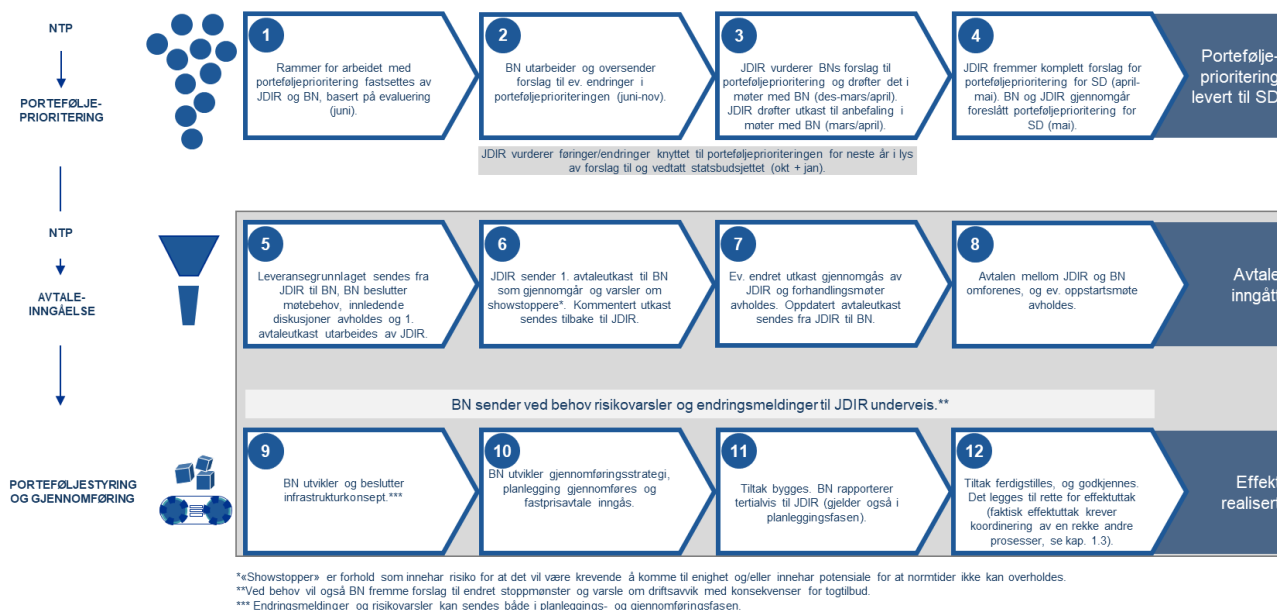 NTP
PORTEFØLJE-
PRIORITERING
1
Rammer for arbeidet med
porteføljeprioritering fastsettes av
JDIR og BN, basert på evaluering
(juni).
2
BN utarbeider og oversender
forslag til ev. endringer i
porteføljeprioriteringen (juni-nov).
3
JDIR vurderer BNs forslag til
porteføljeprioritering og drøfter det i
møter med BN (des-mars/april).
JDIR drøfter utkast til anbefaling i
møter med BN (mars/april).
4
JDIR fremmer komplett forslag for
porteføljeprioritering for SD (april-
mai). BN og JDIR gjennomgår
foreslått porteføljeprioritering for
SD (mai).
Portefølje-
prioritering
levert til SD
JDIR vurderer føringer/endringer knyttet til porteføljeprioriteringen for neste år i lys
av forslag til og vedtatt statsbudsjettet (okt + jan).
NTP
AVTALE-
INNGÅELSE
5
Leveransegrunnlaget sendes fra
JDIR til BN, BN beslutter
møtebehov, innledende
diskusjoner avholdes og 1.
avtaleutkast utarbeides av JDIR.
6
JDIR sender 1. avtaleutkast til BN
som gjennomgår og varsler om
showstoppere*. Kommentert utkast
sendes tilbake til JDIR.
7
Ev. endret utkast gjennomgås av
JDIR og forhandlingsmøter
avholdes. Oppdatert avtaleutkast
sendes fra JDIR til BN.
8
Avtalen mellom JDIR og BN
omforenes, og ev. oppstartsmøte
avholdes.
Avtale
inngått
BN sender ved behov risikovarsler og endringsmeldinger til JDIR underveis.**
PORTEFØLJESTYRING
OG GJENNOMFØRING
9
BN utvikler og beslutter
infrastrukturkonsept.***
10
BN utvikler gjennomføringsstrategi,
planlegging gjennomføres og
fastprisavtale inngås.
11
Tiltak bygges. BN rapporterer
tertialvis til JDIR (gjelder også i
planleggingsfasen).
12
Tiltak ferdigstilles, og godkjennes.
Det legges til rette for effektuttak
(faktisk effektuttak krever
koordinering av en rekke andre
prosesser, se kap. 1.3).
Effekt
realisert
*«Showstopper» er forhold som innehar risiko for at det vil være krevende å komme til enighet og/eller innehar potensiale for at normtider ikke kan overholdes.
**Ved behov vil også BN fremme forslag til endret stoppmønster og varsle om driftsavvik med konsekvenser for togtilbud.
*** Endringsmeldinger og risikovarsler kan sendes både i planleggings- og gjennomføringsfasen.